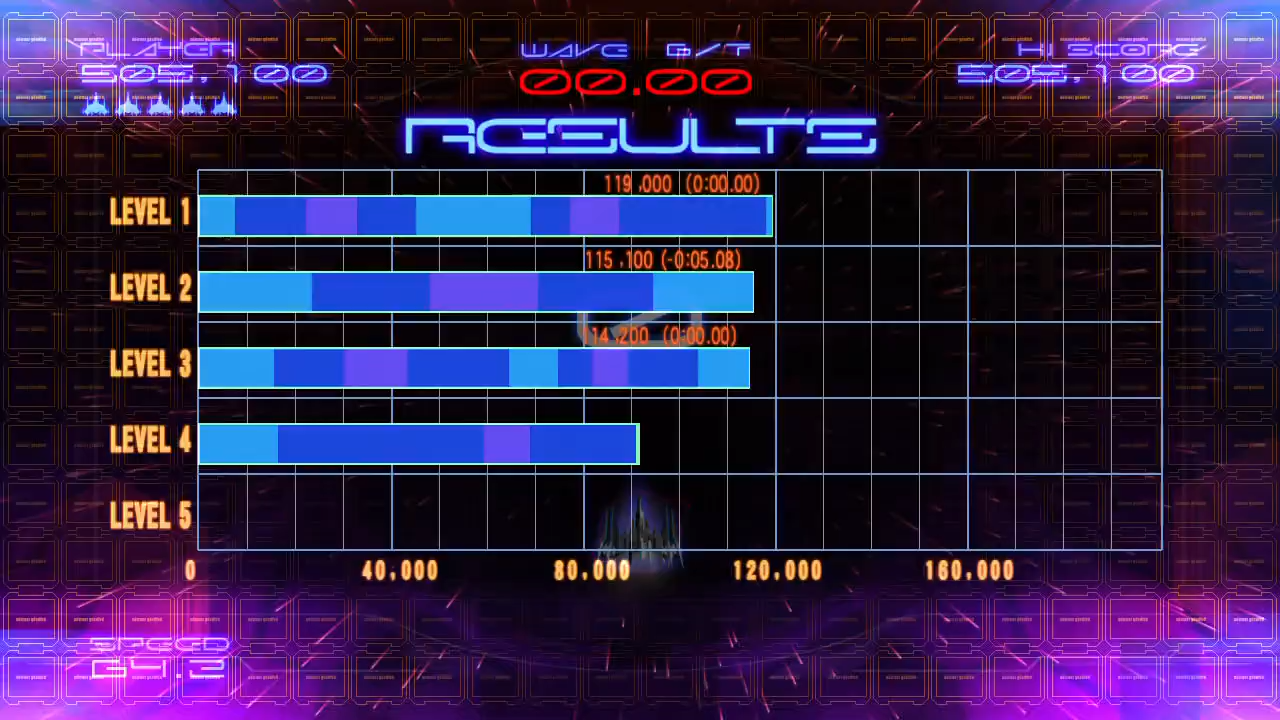 PLAYER
505,100
WAVE B/T
00.00
HI SCORE
505,100
RESULTS
119,000 (0:00.00)
LEVEL 1
115,100 (-0:05.08)
LEVEL 2
114,200 (0:00.00)
LEVEL 3
LEVEL 4
LEVEL 5
0 40,000 80,000 120,000 160,000
SPEED
64.3